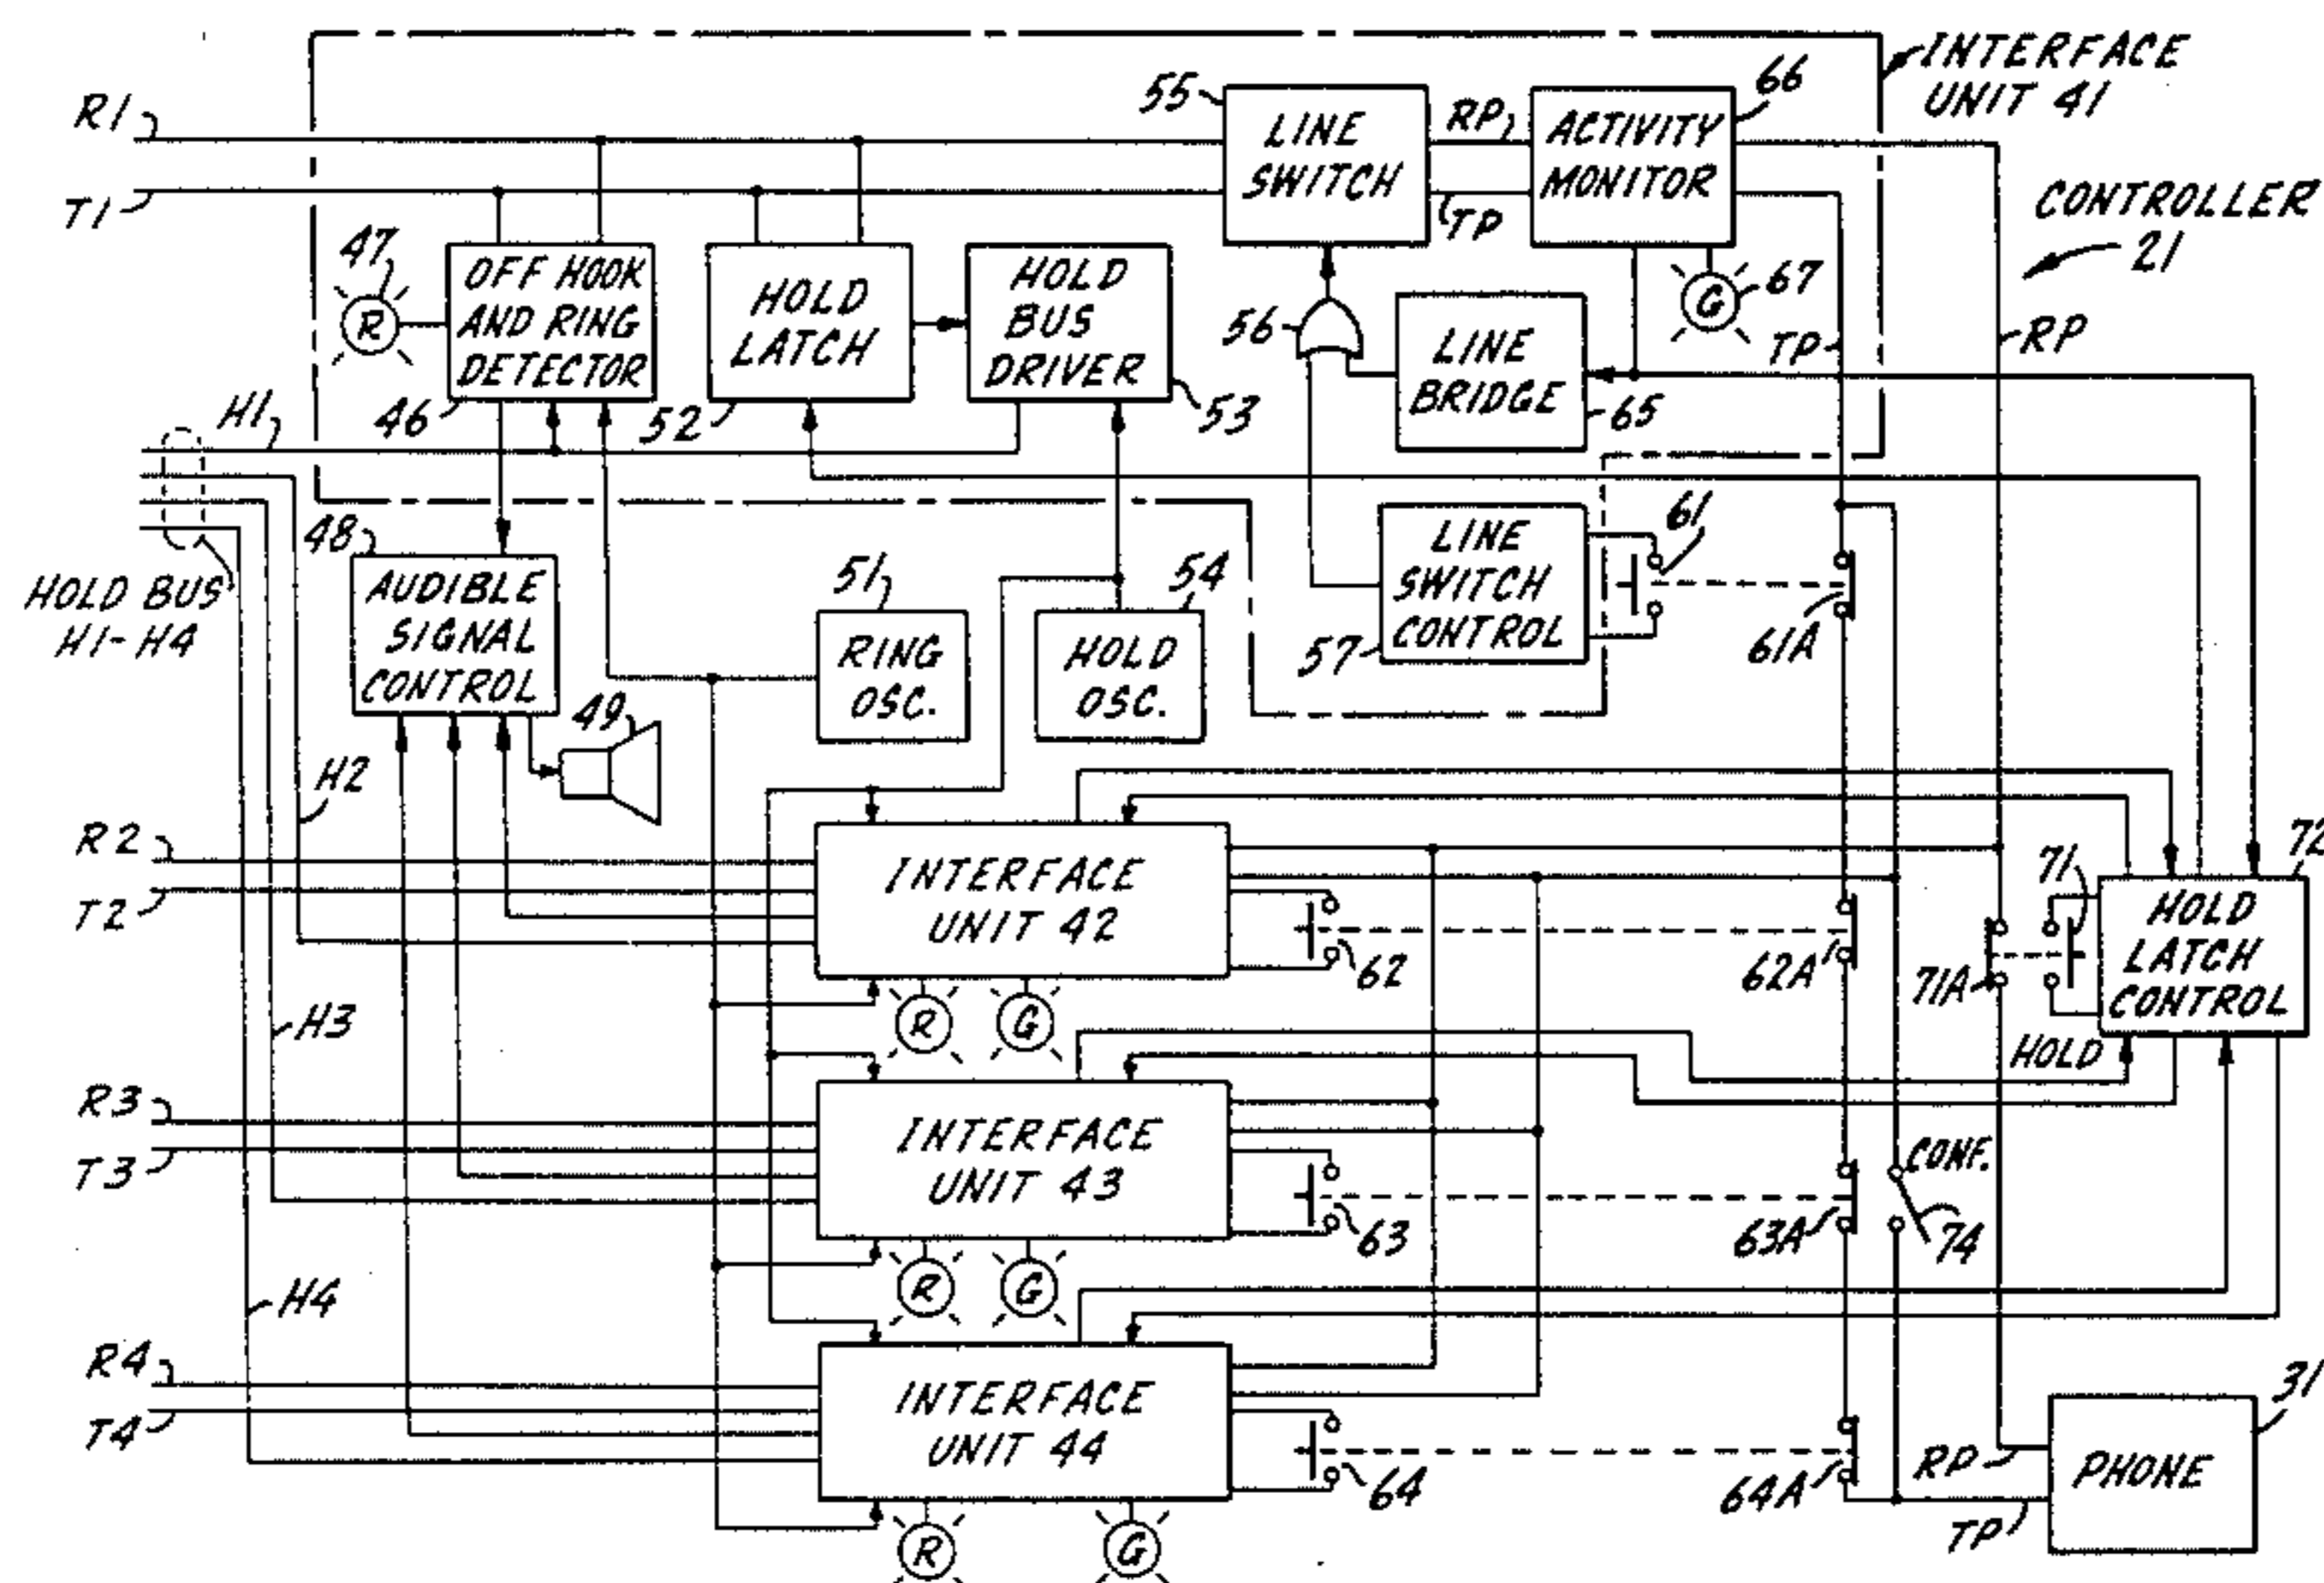 INTERFACE
UNIT 41
R1
T1
55
LINE
SWITCH
RP
TP
ACTIVITY
MONITOR
66
CONTROLLER
21
47
R
OFF HOOK
AND RING
DETECTOR
46
HOLD
LATCH
52
HOLD
BUS
DRIVER
53
56
LINE
BRIDGE
65
G
67
TP
RP
H1
HOLD BUS
H1-H4
48
AUDIBLE
SIGNAL
CONTROL
49
51
RING
OSC.
54
HOLD
OSC.
LINE
SWITCH
CONTROL
57
61
61A
H2
R2
T2
INTERFACE
UNIT 42
62
62A
R
G
71
71A
72
HOLD
LATCH
CONTROL
HOLD
H3
R3
T3
INTERFACE
UNIT 43
63
63A
CONF.
74
R
G
H4
R4
T4
INTERFACE
UNIT 44
64
64A
R
G
31
PHONE
RP
TP